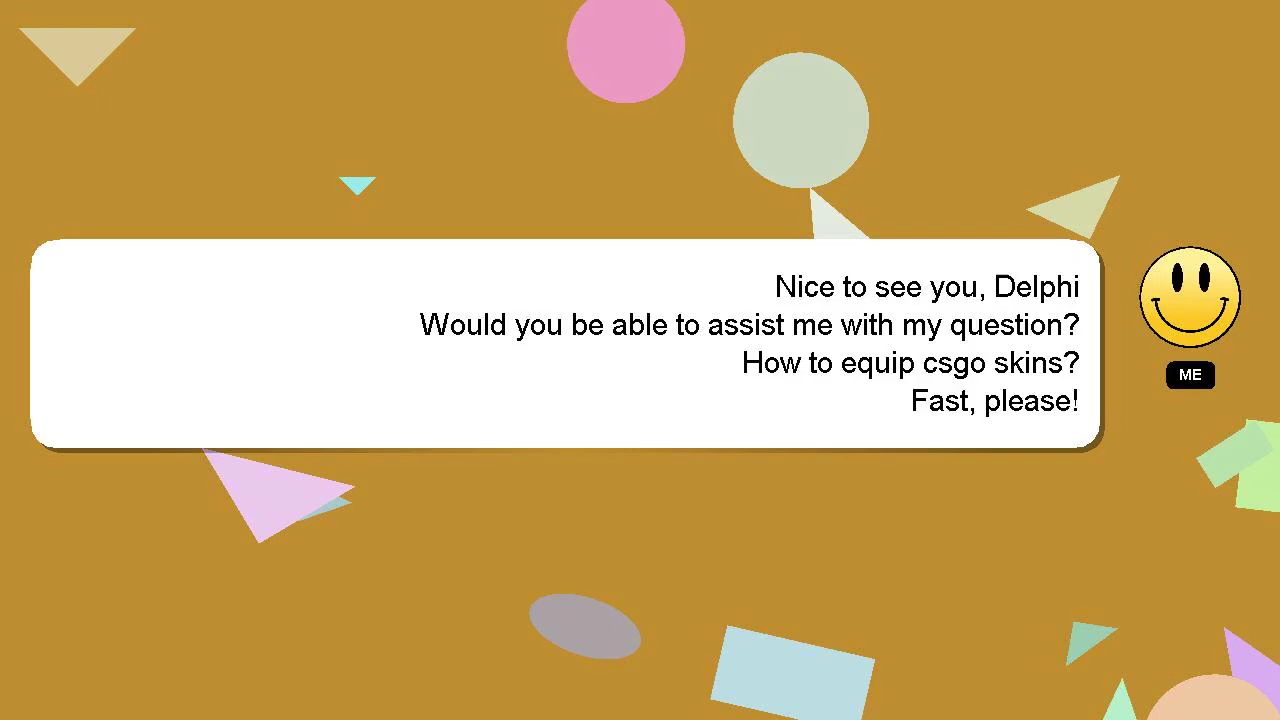 Nice to see you, Delphi
Would you be able to assist me with my question?
How to equip csgo skins?
Fast, please!
ME